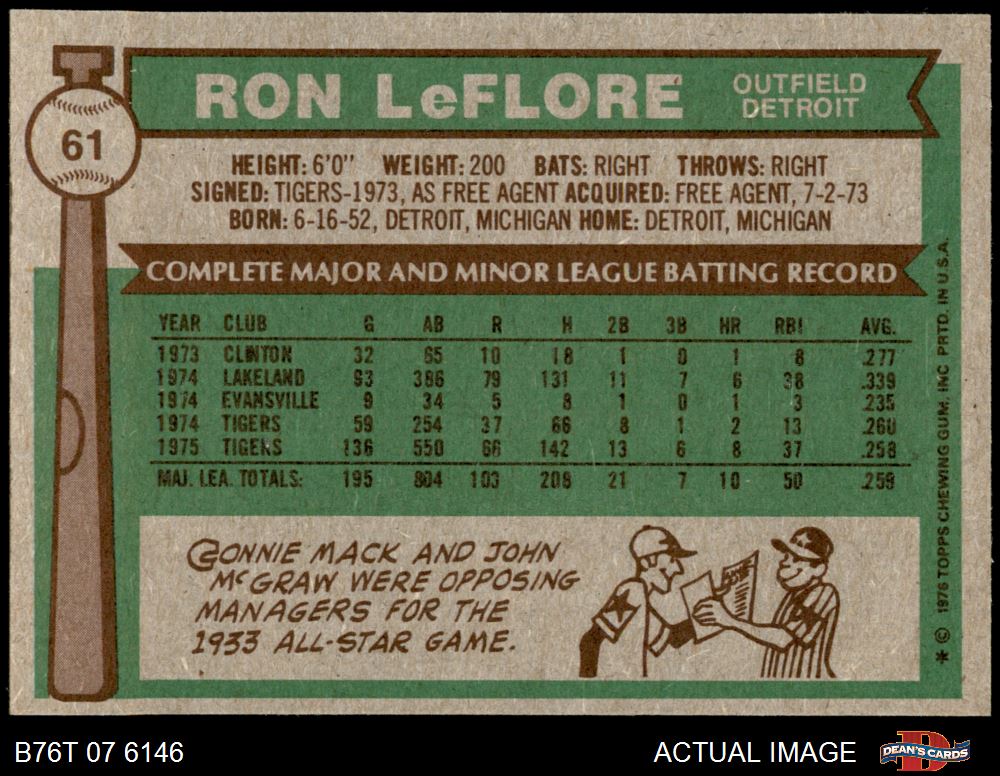 61
RON LeFLORE
OUTFIELD
DETROIT
HEIGHT: 6'0" WEIGHT: 200 BATS: RIGHT THROWS: RIGHT
SIGNED: TIGERS-1973, AS FREE AGENT ACQUIRED: FREE AGENT, 7-2-73
BORN: 6-16-52, DETROIT, MICHIGAN HOME: DETROIT, MICHIGAN
COMPLETE MAJOR AND MINOR LEAGUE BATTING RECORD
YEAR CLUB G AB R H 2B 3B HR RBI AVG.
1973 CLINTON 32 65 10 18 1 0 1 8 .277
1974 LAKELAND 93 386 79 131 11 7 6 38 .339
1974 EVANSVILLE 9 34 5 8 1 0 1 3 .235
1974 TIGERS 59 254 37 66 8 1 2 13 .260
1975 TIGERS 136 550 66 142 13 6 8 37 .258
MAJ. LEA. TOTALS: 195 804 103 208 21 7 10 50 .259
CONNIE MACK AND JOHN
McGRAW WERE OPPOSING
MANAGERS FOR THE
1933 ALL-STAR GAME.
* © 1976 TOPPS CHEWING GUM, INC PRTD. IN U.S.A.
B76T 07 6146
ACTUAL IMAGE
DEAN'S CARDS